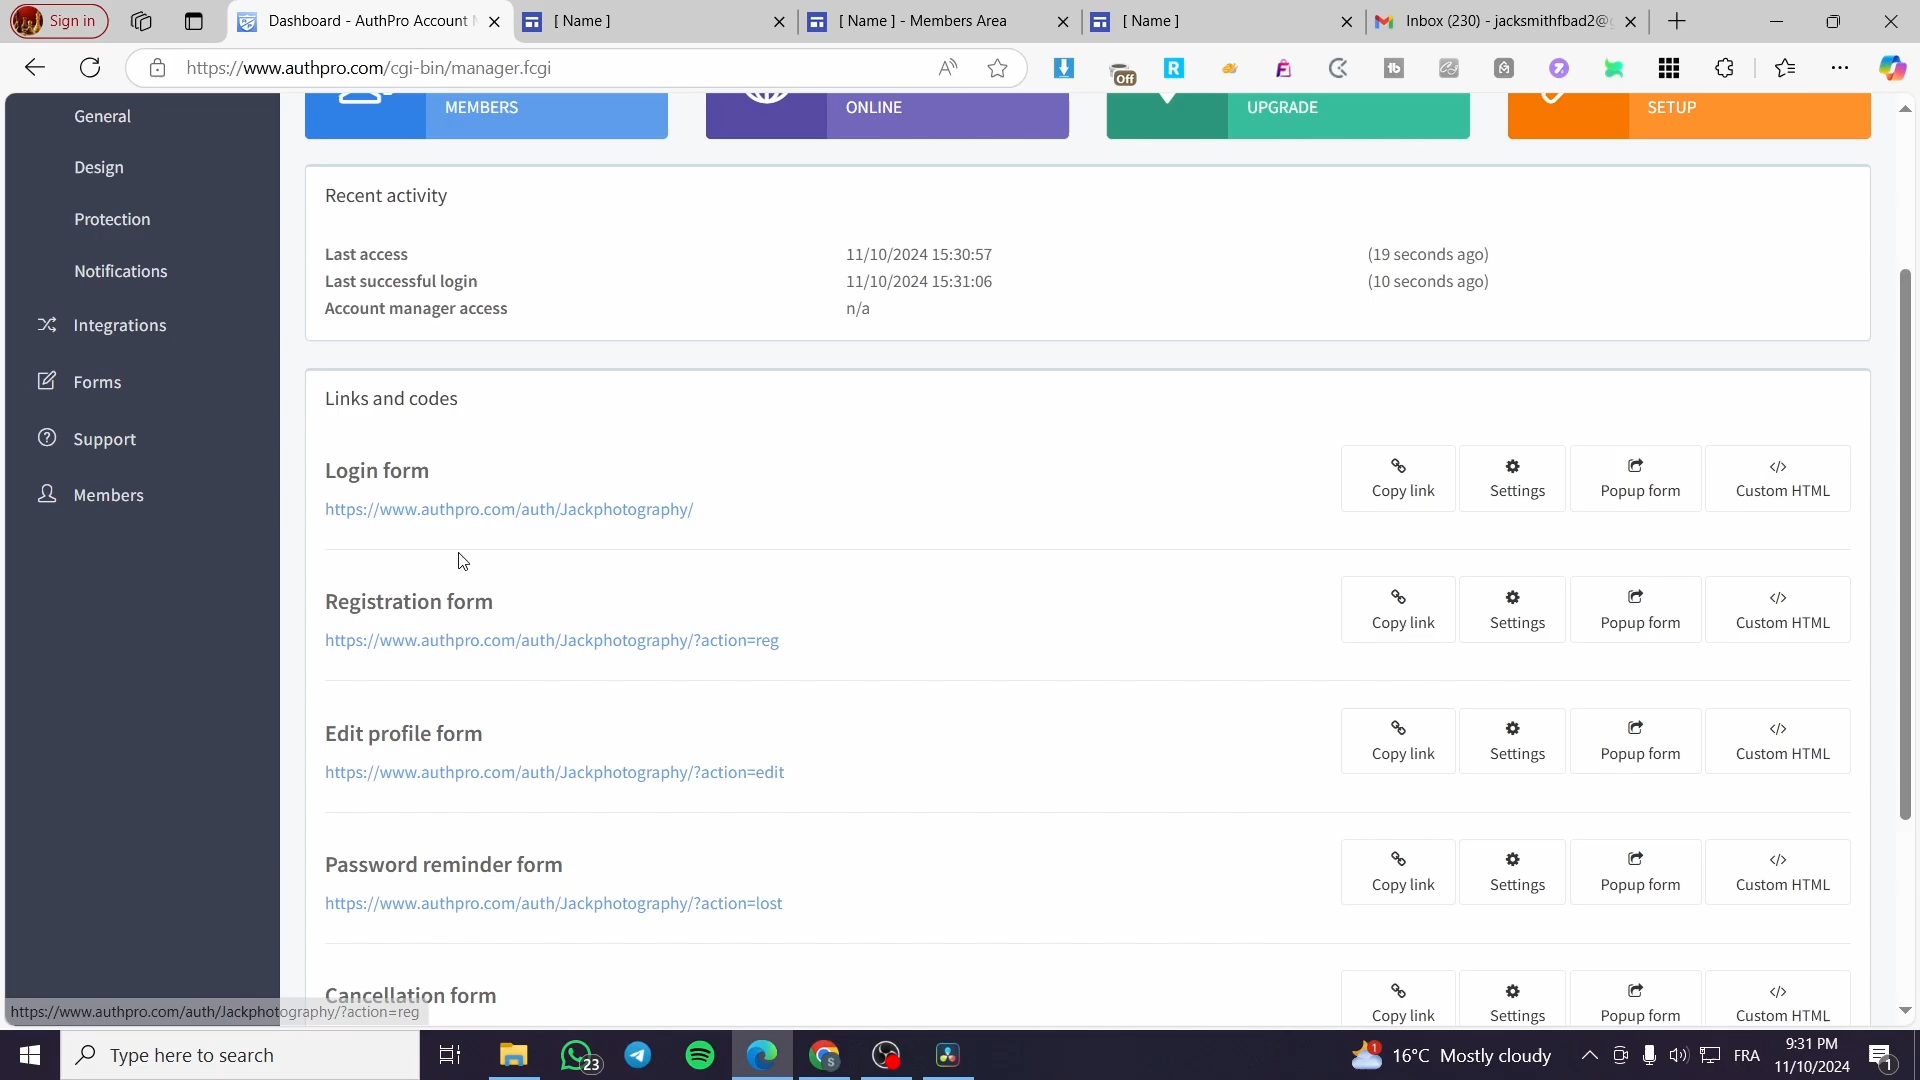 Sign in
Dashboard - AuthPro Account M
[ Name ]
[ Name ] - Members Area
[ Name ]
Inbox (230) - jacksmithfbad2@g
https://www.authpro.com/cgi-bin/manager.fcgi
Off
General
Design
Protection
Notifications
Integrations
Forms
Support
Members
MEMBERS
ONLINE
UPGRADE
SETUP
Recent activity
Last access 11/10/2024 15:30:57 (19 seconds ago)
Last successful login 11/10/2024 15:31:06 (10 seconds ago)
Account manager access n/a
Links and codes
Login form
https://www.authpro.com/auth/Jackphotography/
Copy link Settings Popup form Custom HTML
Registration form
https://www.authpro.com/auth/Jackphotography/?action=reg
Copy link Settings Popup form Custom HTML
Edit profile form
https://www.authpro.com/auth/Jackphotography/?action=edit
Copy link Settings Popup form Custom HTML
Password reminder form
https://www.authpro.com/auth/Jackphotography/?action=lost
Copy link Settings Popup form Custom HTML
Cancellation form
Copy link Settings Popup form Custom HTML
https://www.authpro.com/auth/Jackphotography/?action=reg
Type here to search
23
1
16°C Mostly cloudy
FRA
9:31 PM
11/10/2024
1